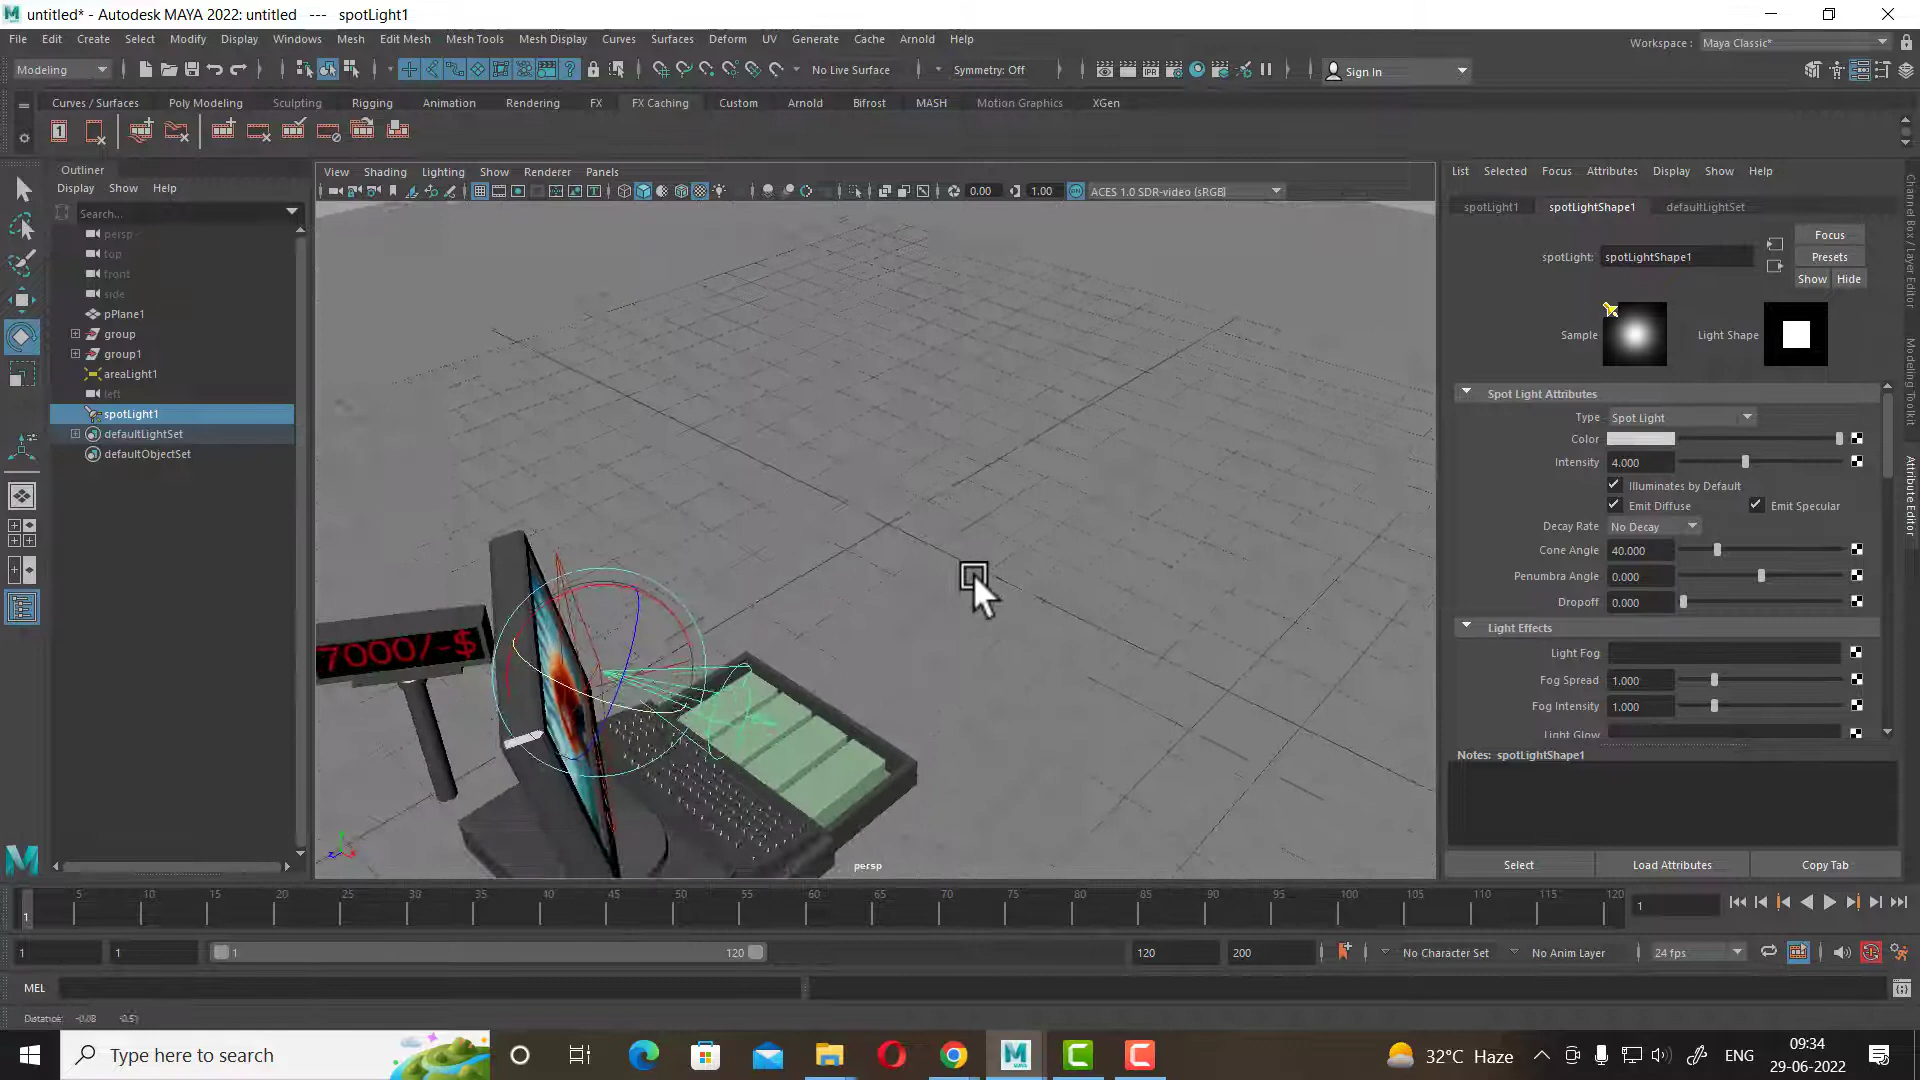 untitled* - Autodesk MAYA 2022: untitled --- spotLight1
File Edit Create Select Modify Display Windows Mesh Edit Mesh Mesh Tools Mesh Display Curves Surfaces Deform UV Generate Cache Arnold Help
Workspace : Maya Classic*
Modeling No Live Surface Symmetry: Off Sign In
Curves / Surfaces Poly Modeling Sculpting Rigging Animation Rendering FX FX Caching Custom Arnold Bifrost MASH Motion Graphics XGen
Outliner
Display Show Help
Search...
persp
top
front
side
pPlane1
group
group1
areaLight1
left
spotLight1
defaultLightSet
defaultObjectSet
View Shading Lighting Show Renderer Panels
0.00 1.00 ACES 1.0 SDR-video (sRGB)
7000/-$
persp
List Selected Focus Attributes Display Show Help
spotLight1 spotLightShape1 defaultLightSet
spotLight: spotLightShape1
Focus
Presets
Show Hide
Sample Light Shape
Spot Light Attributes
Type Spot Light
Color
Intensity 4.000
Illuminates by Default
Emit Diffuse Emit Specular
Decay Rate No Decay
Cone Angle 40.000
Penumbra Angle 0.000
Dropoff 0.000
Light Effects
Light Fog
Fog Spread 1.000
Fog Intensity 1.000
Light Glow
Notes: spotLightShape1
Select Load Attributes Copy Tab
Channel Box / Layer Editor
Modeling Toolkit
Attribute Editor
5 10 15 20 25 30 35 40 45 50 55 60 65 70 75 80 85 90 95 100 105 110 115 120
1 1
1 1 1 120 120 200 No Character Set No Anim Layer 24 fps
MEL
Distance:
Type here to search
32°C Haze
ENG
09:34
29-06-2022